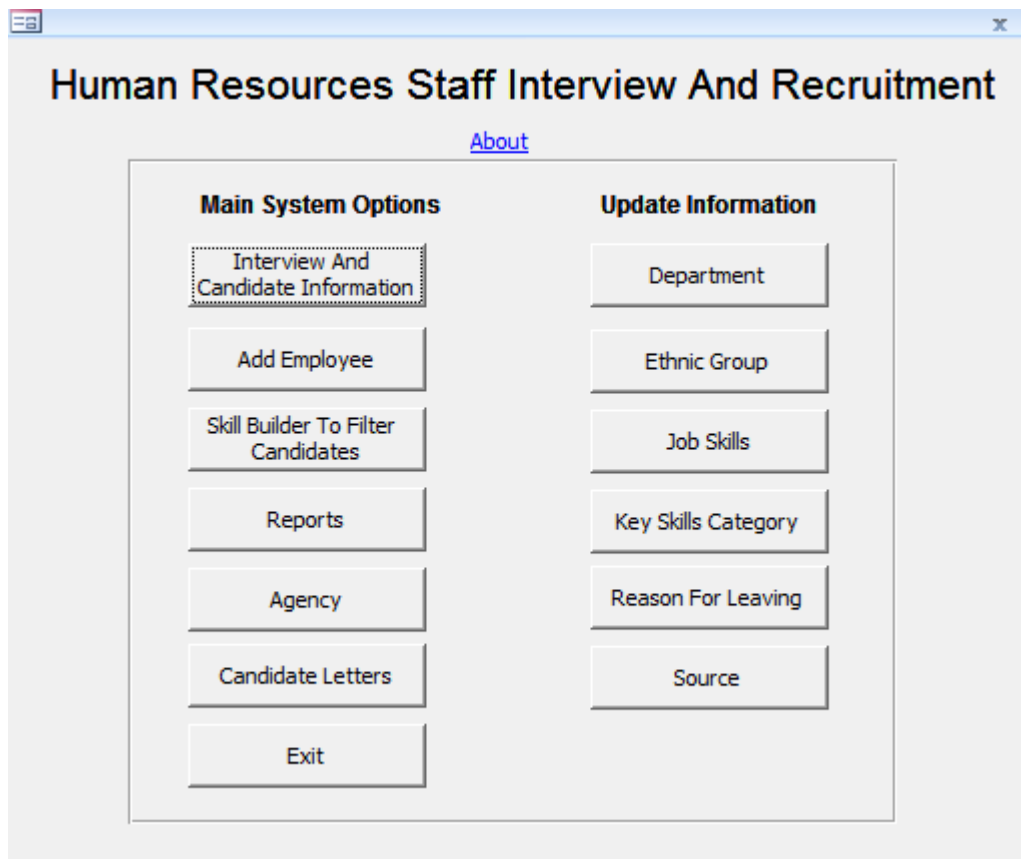 Human Resources Staff Interview And Recruitment
About
Main System Options
Interview And
Candidate Information
Add Employee
Skill Builder To Filter
Candidates
Reports
Agency
Candidate Letters
Exit
Update Information
Department
Ethnic Group
Job Skills
Key Skills Category
Reason For Leaving
Source